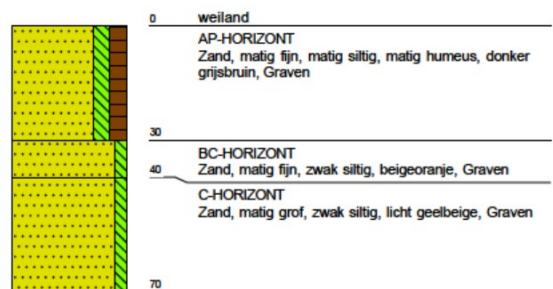 0 weiland
AP-HORIZONT
Zand, matig fijn, matig siltig, matig humeus, donker
grijsbruin, Graven
30
BC-HORIZONT
Zand, matig fijn, zwak siltig, beigeoranje, Graven
40
C-HORIZONT
Zand, matig grof, zwak siltig, licht geelbeige, Graven
70